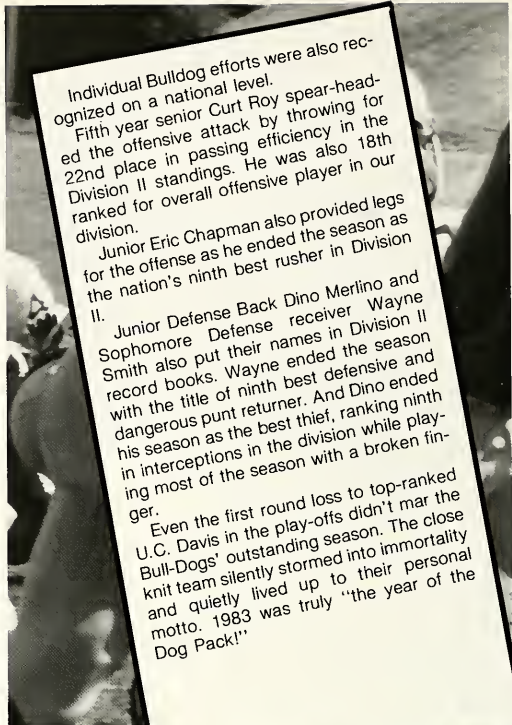 Individual Bulldog efforts were also rec-
ognized on a national level.
Fifth year senior Curt Roy spear-head-
ed the offensive attack by throwing for
22nd place in passing efficiency in the
Division II standings. He was also 18th
ranked for overall offensive player in our
division.
Junior Eric Chapman also provided legs
for the offense as he ended the season as
the nation's ninth best rusher in Division
II.
Junior Defense Back Dino Merlino and
Sophomore Defense receiver Wayne
Smith also put their names in Division II
record books. Wayne ended the season
with the title of ninth best defensive and
dangerous punt returner. And Dino ended
his season as the best thief, ranking ninth
in interceptions in the division while play-
ing most of the season with a broken fin-
ger.
Even the first round loss to top-ranked
U.C. Davis in the play-offs didn't mar the
Bull-Dogs' outstanding season. The close
knit team silently stormed into immortality
and quietly lived up to their personal
motto. 1983 was truly "the year of the
Dog Pack!"